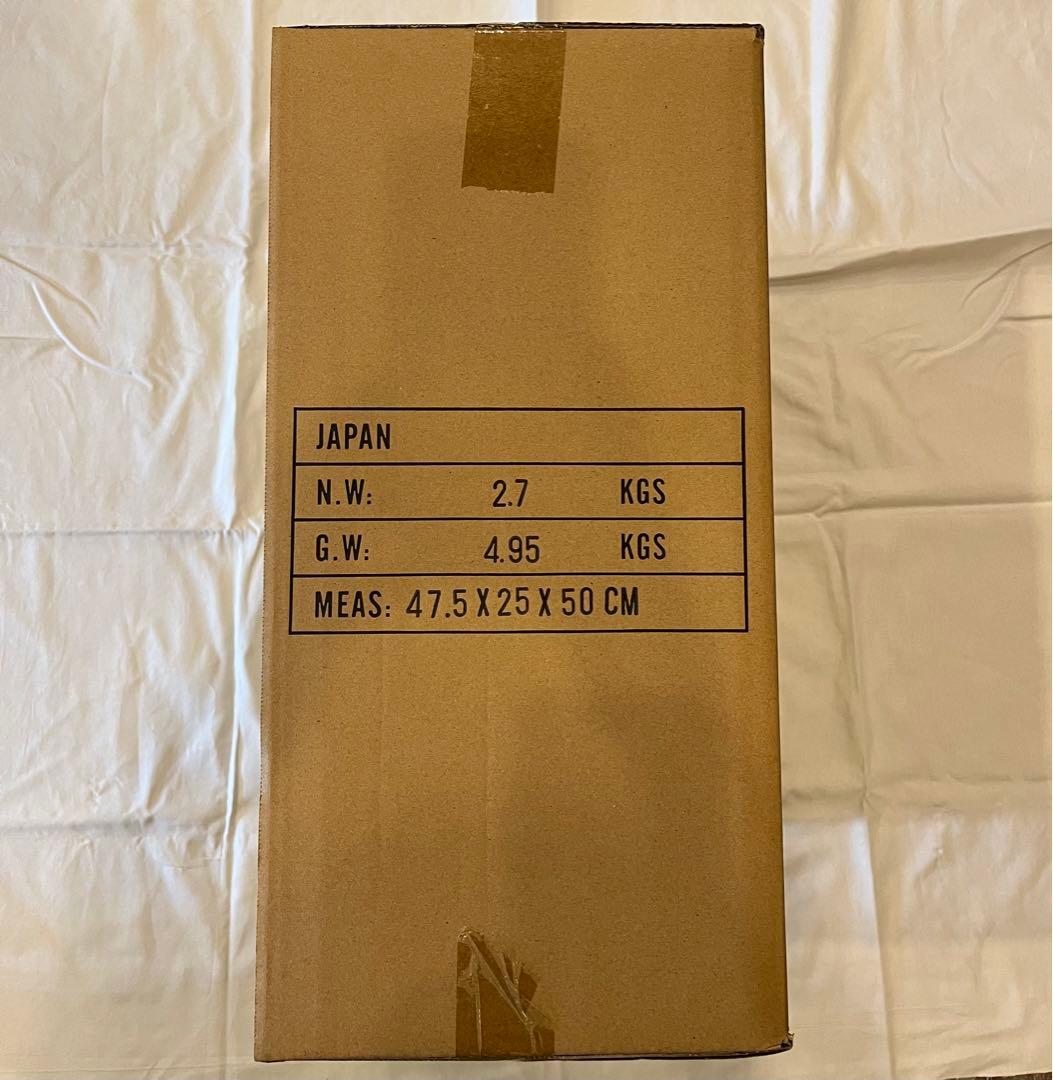 JAPAN
N.W: 2.7 KGS
G.W: 4.95 KGS
MEAS: 47.5 X 25 X 50 CM